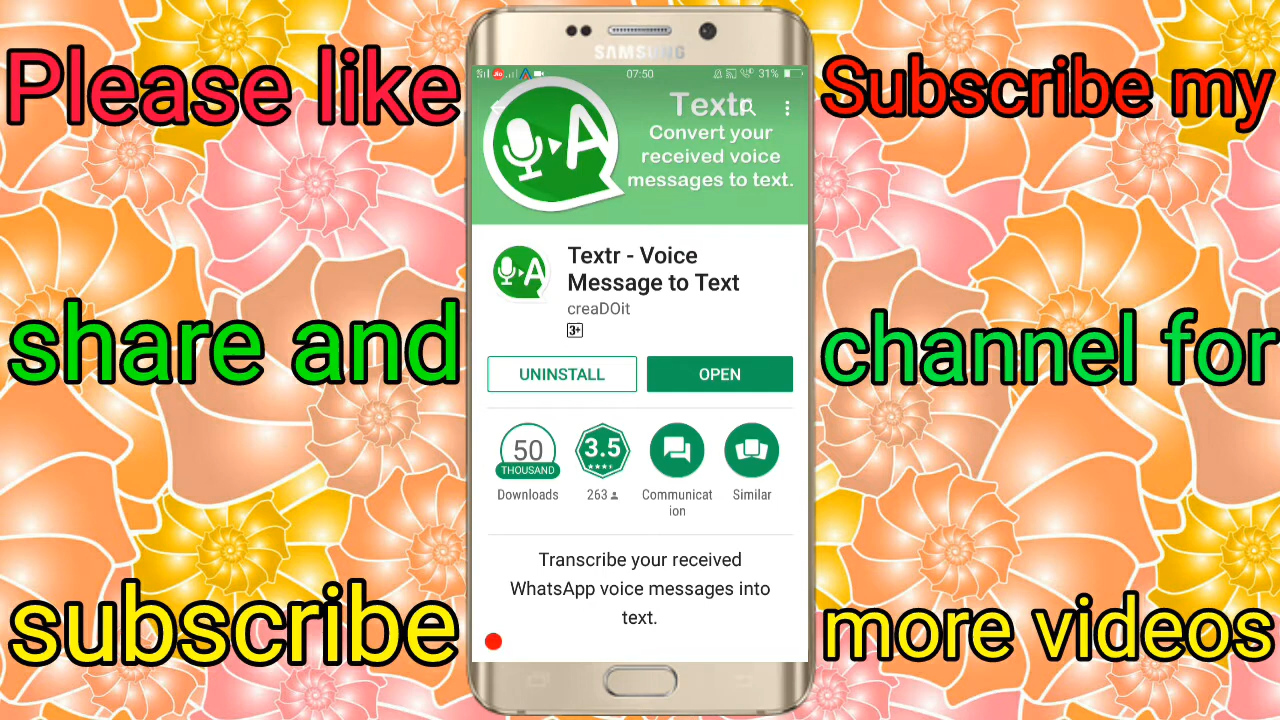 Please like
share and
subscribe
SAMSUNG
Jio
07:50
31%
Textr
Convert your
received voice
messages to text.
A
Textr - Voice
Message to Text
creaDOit
3+
UNINSTALL
OPEN
50
THOUSAND
Downloads
3.5
263
Communicat
ion
Similar
Transcribe your received
WhatsApp voice messages into
text.
Subscribe my
channel for
more videos